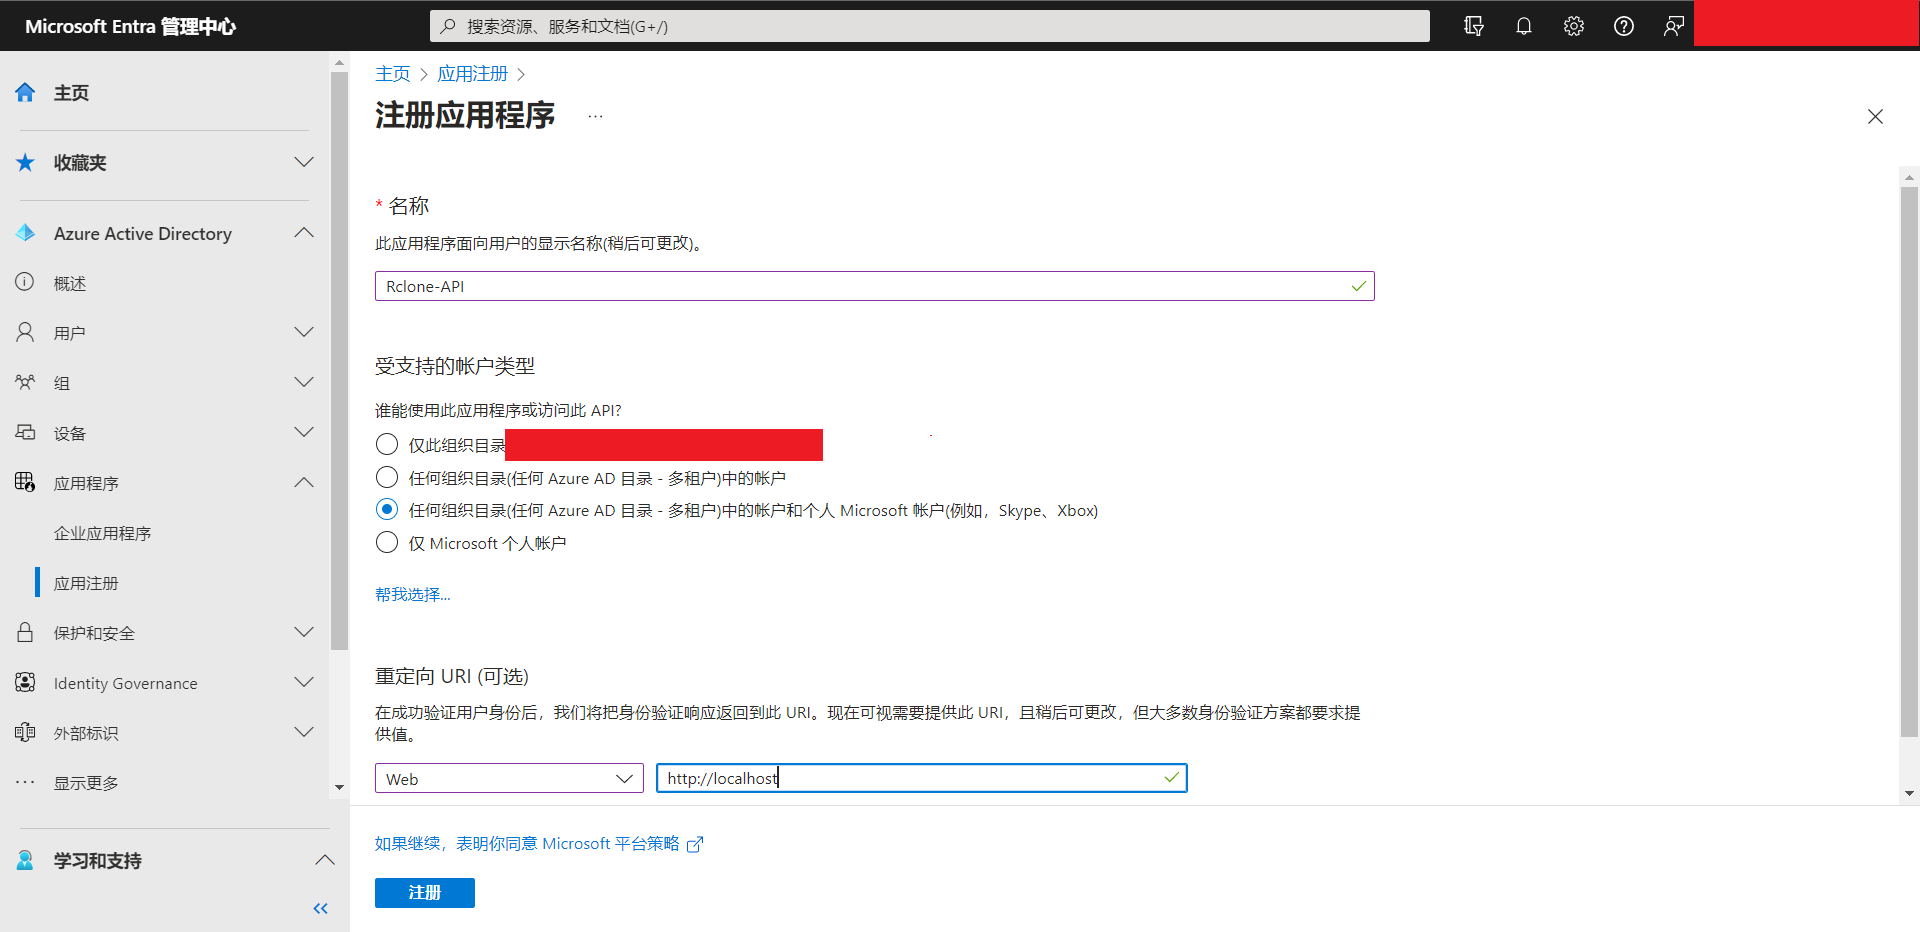 Microsoft Entra 管理中心
搜索资源、服务和文档(G+/)
主页
收藏夹
Azure Active Directory
概述
用户
组
设备
应用程序
企业应用程序
应用注册
保护和安全
Identity Governance
外部标识
显示更多
学习和支持
主页 > 应用注册 >
注册应用程序 ...
* 名称
此应用程序面向用户的显示名称(稍后可更改)。
Rclone-API
受支持的帐户类型
谁能使用此应用程序或访问此 API?
仅此组织目录
任何组织目录(任何 Azure AD 目录 - 多租户)中的帐户
任何组织目录(任何 Azure AD 目录 - 多租户)中的帐户和个人 Microsoft 帐户(例如，Skype、Xbox)
仅 Microsoft 个人帐户
帮我选择...
重定向 URI (可选)
在成功验证用户身份后，我们将把身份验证响应返回到此 URI。现在可视需要提供此 URI，且稍后可更改，但大多数身份验证方案都要求提
供值。
Web
http://localhost
如果继续，表明你同意 Microsoft 平台策略
注册